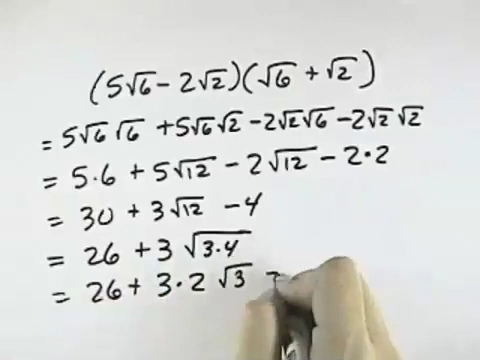 (5√6 - 2√2)(√6 + √2)
= 5√6 √6 + 5√6√2 - 2√2√6 - 2√2 √2
= 5·6 + 5√12 - 2√12 - 2·2
= 30 + 3√12 - 4
= 26 + 3 √3·4
= 26 + 3·2 √3